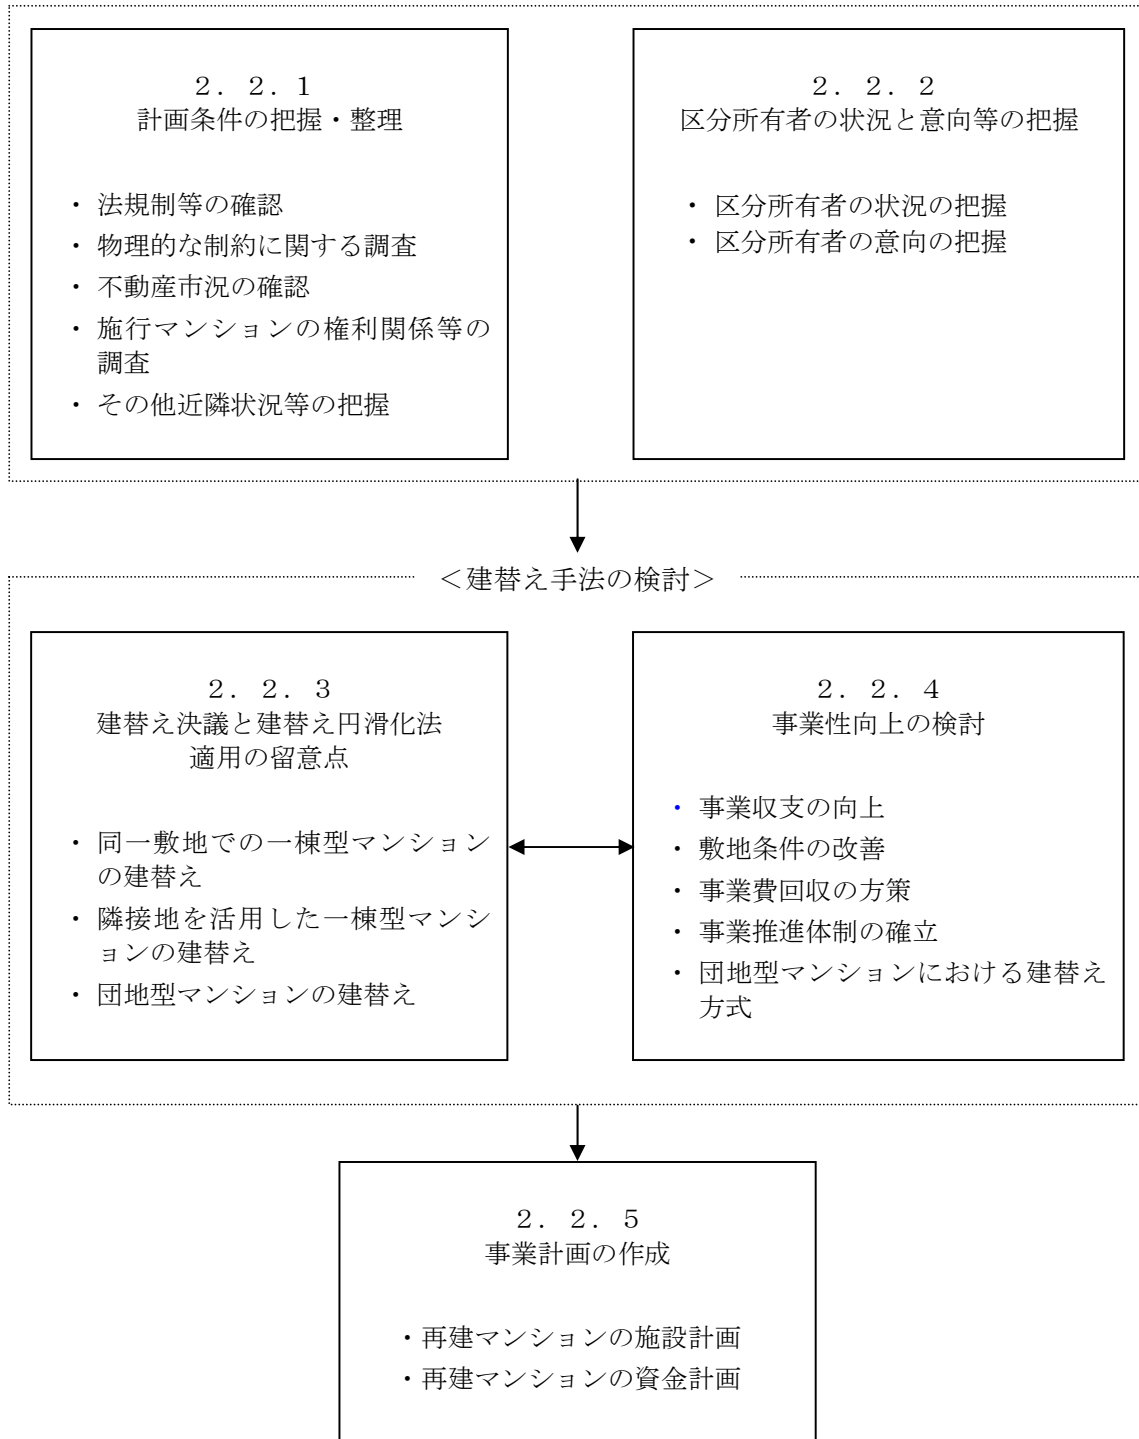 ２．２．１
計画条件の把握・整理
・ 法規制等の確認
・ 物理的な制約に関する調査
・ 不動産市況の確認
・ 施行マンションの権利関係等の
調査
・ その他近隣状況等の把握
２．２．２
区分所有者の状況と意向等の把握
・ 区分所有者の状況の把握
・ 区分所有者の意向の把握
＜建替え手法の検討＞
２．２．３
建替え決議と建替え円滑化法
適用の留意点
・ 同一敷地での一棟型マンション
の建替え
・ 隣接地を活用した一棟型マンシ
ョンの建替え
・ 団地型マンションの建替え
２．２．４
事業性向上の検討
・ 事業収支の向上
・ 敷地条件の改善
・ 事業費回収の方策
・ 事業推進体制の確立
・ 団地型マンションにおける建替え
方式
２．２．５
事業計画の作成
・再建マンションの施設計画
・再建マンションの資金計画